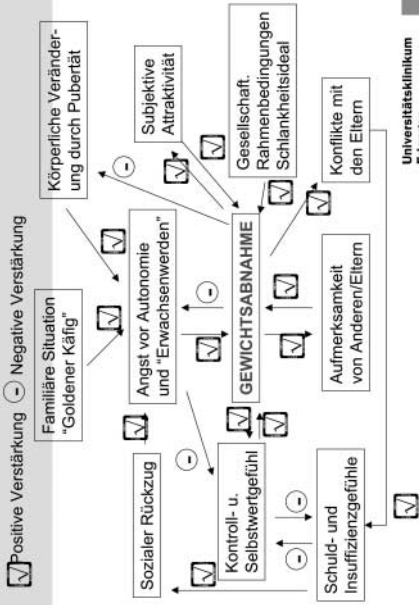 Positive Verstärkung (-) Negative Verstärkung
Familiäre Situation
"Goldener Käfig"
Körperliche Veränder-
ung durch Pubertät
Sozialer Rückzug
Angst vor Autonomie
und "Erwachsenwerden"
Subjektive
Attraktivität
Kontroll- u.
Selbstwertgefühl
GEWICHTSABNAHME
Gesellschaft.
Rahmenbedingungen
Schlankheitsideal
Schuld- und
Insuffizienzgefühle
Aufmerksamkeit
von Anderen/Eltern
Konflikte mit
den Eltern
Universitätsklinikum